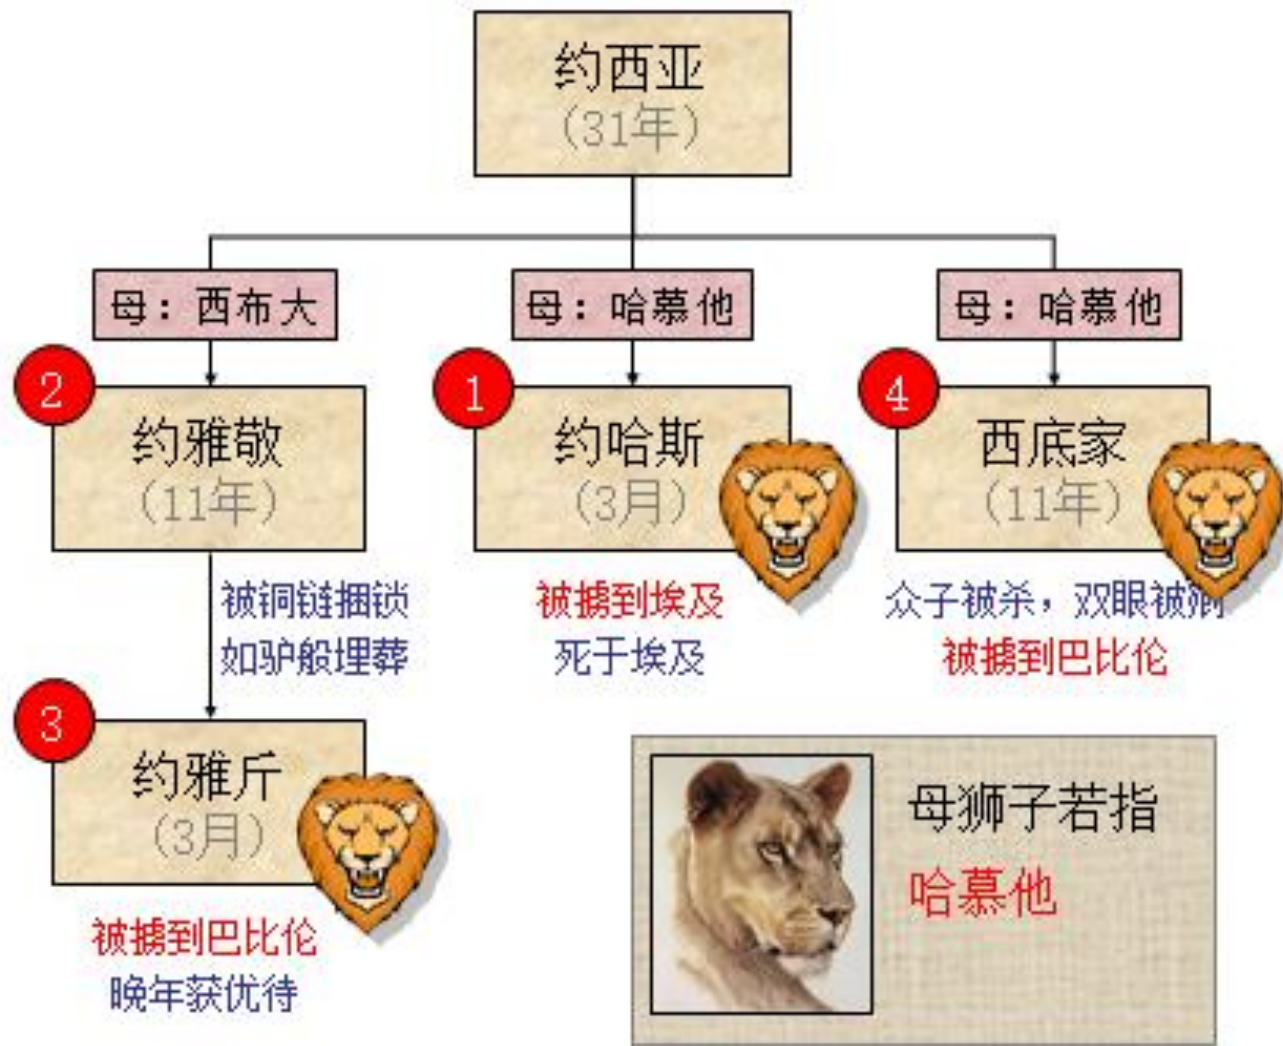 约西亚
（31年）
母：西布大
母：哈慕他
母：哈慕他
2
约雅敬
（11年）
1
约哈斯
（3月）
4
西底家
（11年）
被铜链捆锁
如驴般埋葬
被掳到埃及
死于埃及
众子被杀，双眼被剜
被掳到巴比伦
3
约雅斤
（3月）
被掳到巴比伦
晚年获优待
母狮子若指
哈慕他